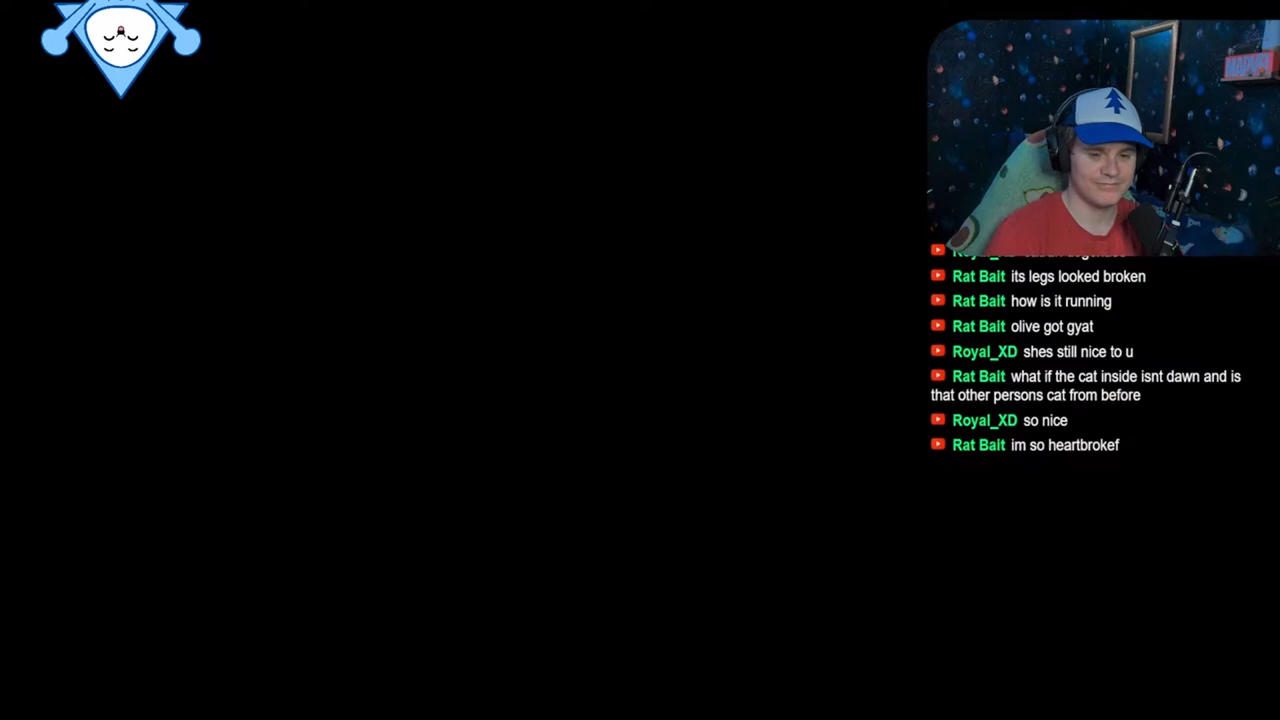 Rat Bait its legs looked broken
Rat Bait how is it running
Rat Bait olive got gyat
Royal_XD shes still nice to u
Rat Bait what if the cat inside isnt dawn and is
that other persons cat from before
Royal_XD so nice
Rat Bait im so heartbrokef